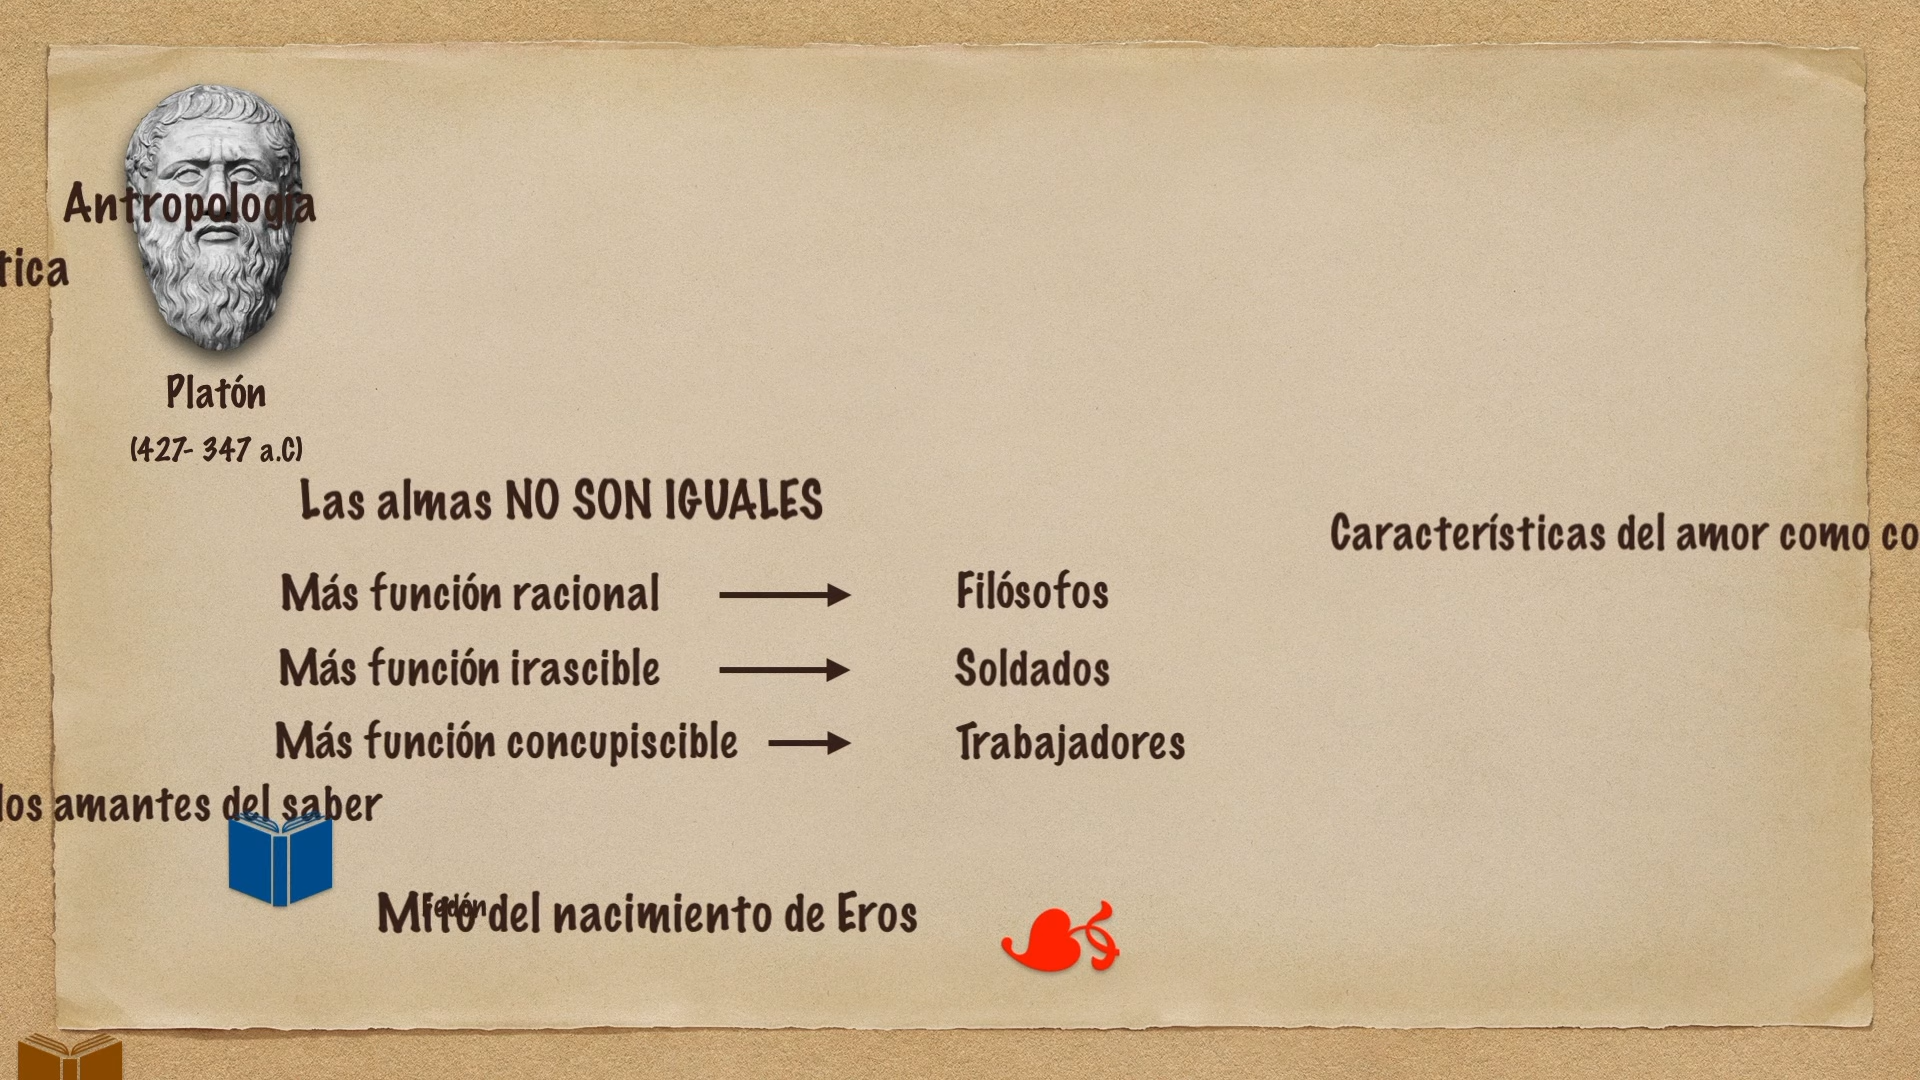 Antropología
tica
Platón
(427- 347 a.C)
Las almas NO SON IGUALES
Características del amor como co
Más función racional
Filósofos
Más función irascible
Soldados
Más función concupiscible
Trabajadores
los amantes del saber
Fedón
Mito del nacimiento de Eros